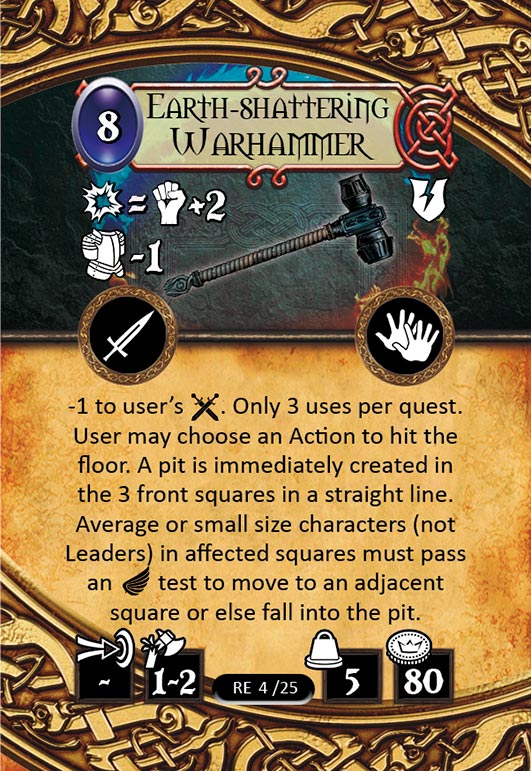 8
EARTH-SHATTERING
WARHAMMER
= +2
-1
-1 to user's . Only 3 uses per quest.
User may choose an Action to hit the
floor. A pit is immediately created in
the 3 front squares in a straight line.
Average or small size characters (not
Leaders) in affected squares must pass
an test to move to an adjacent
square or else fall into the pit.
-
1-2
RE 4 /25
5
80